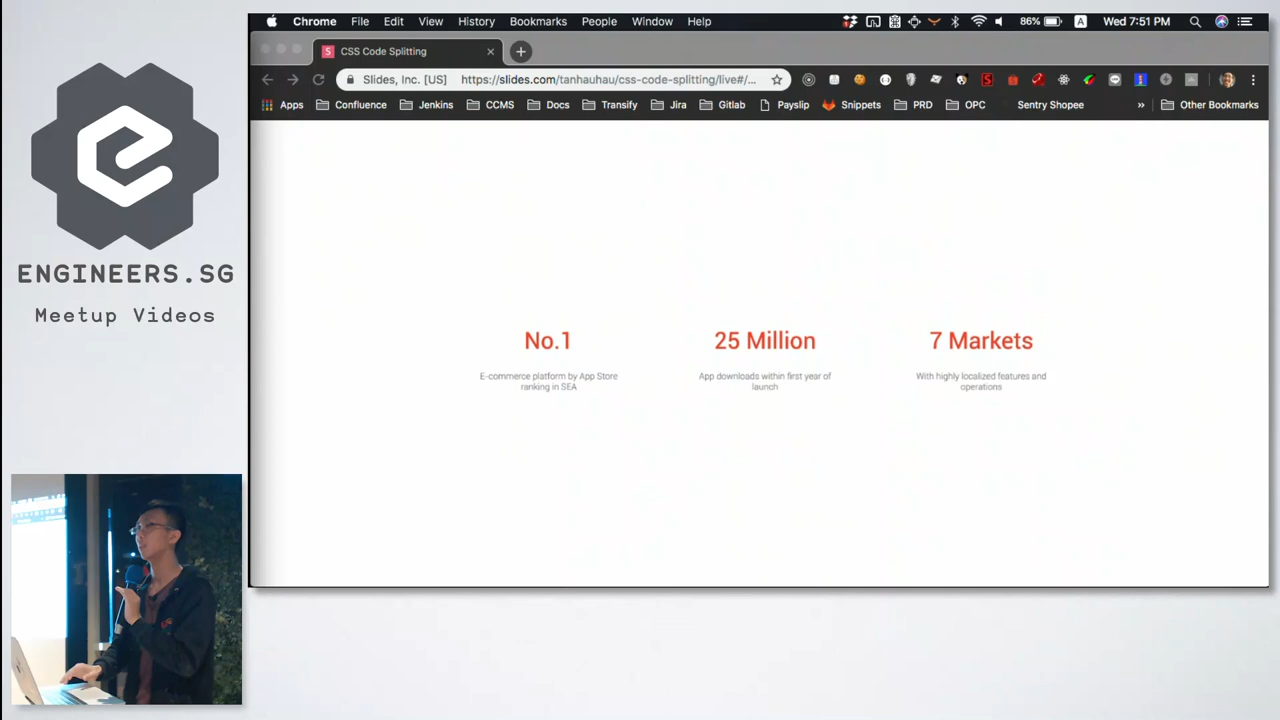 Chrome File Edit View History Bookmarks People Window Help 86% A Wed 7:51 PM
S CSS Code Splitting
Slides, Inc. [US] https://slides.com/tanhauhau/css-code-splitting/live#/...
Apps Confluence Jenkins CCMS Docs Transify Jira Gitlab Payslip Snippets PRD OPC Sentry Shopee » Other Bookmarks
ENGINEERS.SG
Meetup Videos
No.1
E-commerce platform by App Store
ranking in SEA
25 Million
App downloads within first year of
launch
7 Markets
With highly localized features and
operations